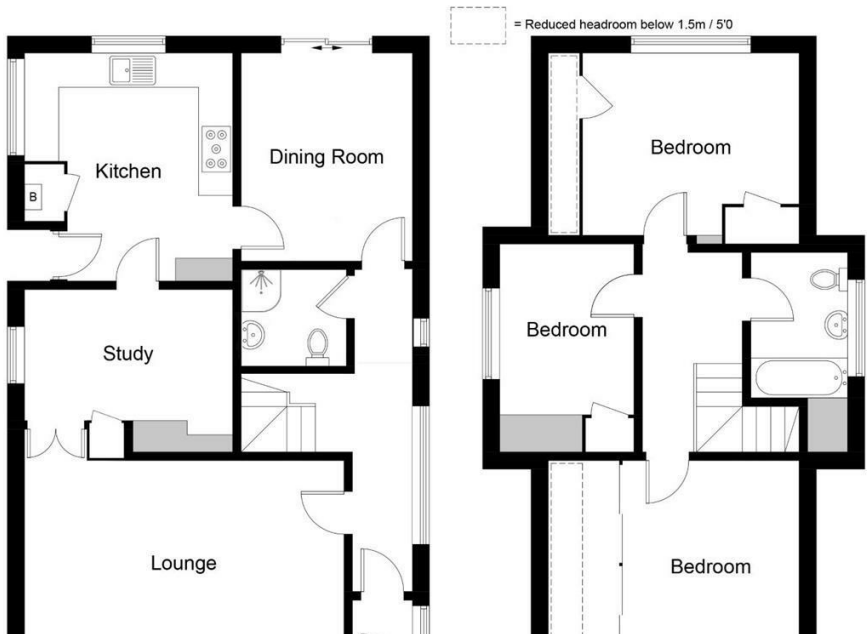 = Reduced headroom below 1.5m / 5'0
Kitchen
B
Dining Room
Study
Lounge
Bedroom
Bedroom
Bedroom